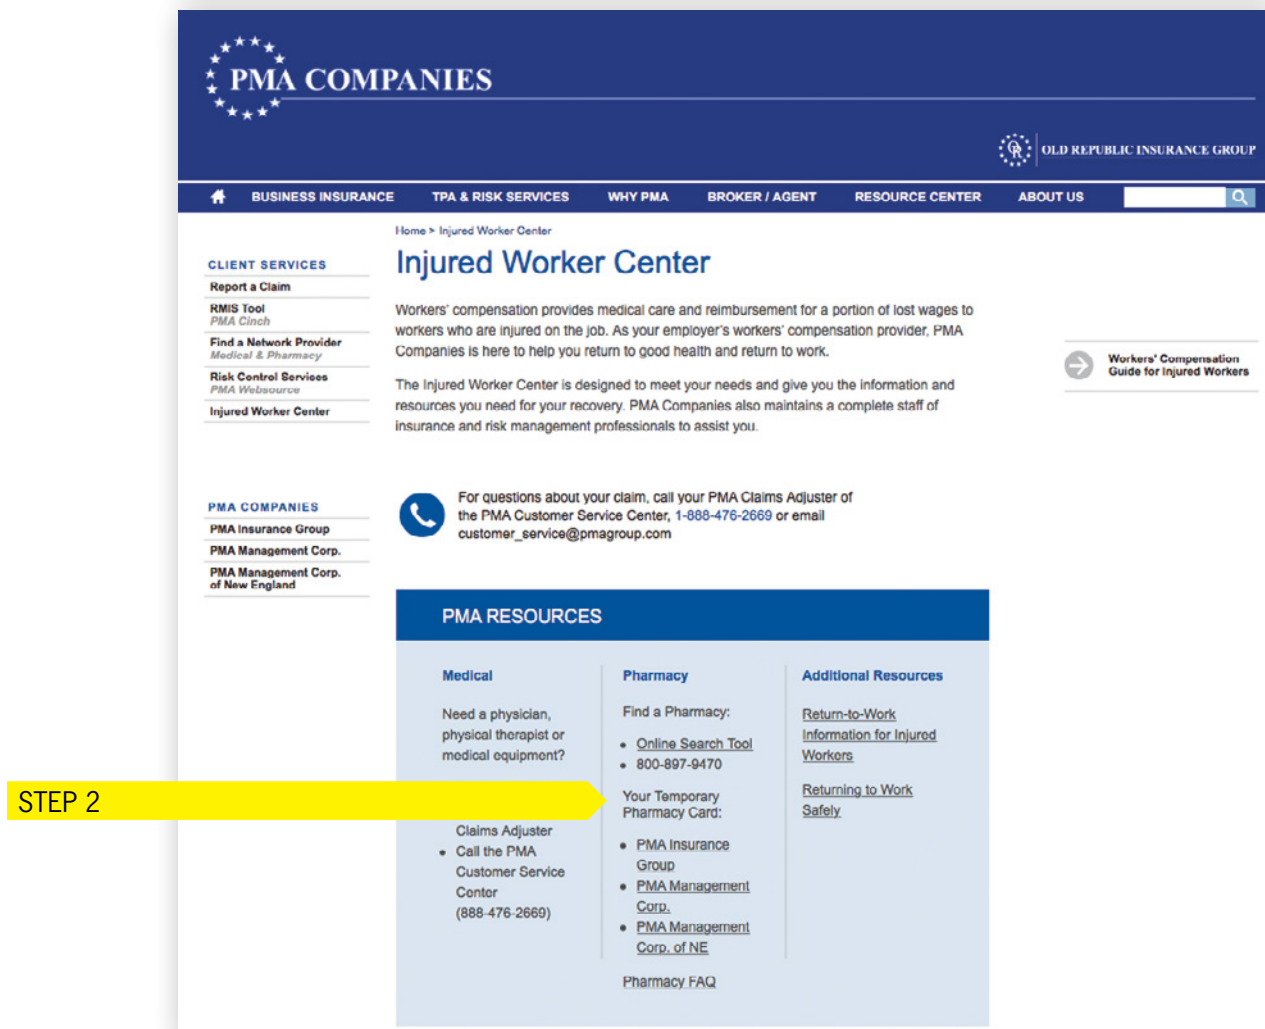 PMA COMPANIES
OR OLD REPUBLIC INSURANCE GROUP
BUSINESS INSURANCE TPA & RISK SERVICES WHY PMA BROKER / AGENT RESOURCE CENTER ABOUT US
Home > Injured Worker Center
Injured Worker Center
CLIENT SERVICES
Report a Claim
RMIS Tool
PMA Cinch
Find a Network Provider
Medical & Pharmacy
Risk Control Services
PMA Websource
Injured Worker Center
PMA COMPANIES
PMA Insurance Group
PMA Management Corp.
PMA Management Corp.
of New England
Workers' compensation provides medical care and reimbursement for a portion of lost wages to
workers who are injured on the job. As your employer's workers' compensation provider, PMA
Companies is here to help you return to good health and return to work.
The Injured Worker Center is designed to meet your needs and give you the information and
resources you need for your recovery. PMA Companies also maintains a complete staff of
insurance and risk management professionals to assist you.
Workers' Compensation
Guide for Injured Workers
For questions about your claim, call your PMA Claims Adjuster of
the PMA Customer Service Center, 1-888-476-2669 or email
customer_service@pmagroup.com
PMA RESOURCES
Medical
Need a physician,
physical therapist or
medical equipment?
STEP 2
Claims Adjuster
• Call the PMA
Customer Service
Center
(888-476-2669)
Pharmacy
Find a Pharmacy:
• Online Search Tool
• 800-897-9470
Your Temporary
Pharmacy Card:
• PMA Insurance
Group
• PMA Management
Corp.
• PMA Management
Corp. of NE
Pharmacy FAQ
Additional Resources
Return-to-Work
Information for Injured
Workers
Returning to Work
Safely